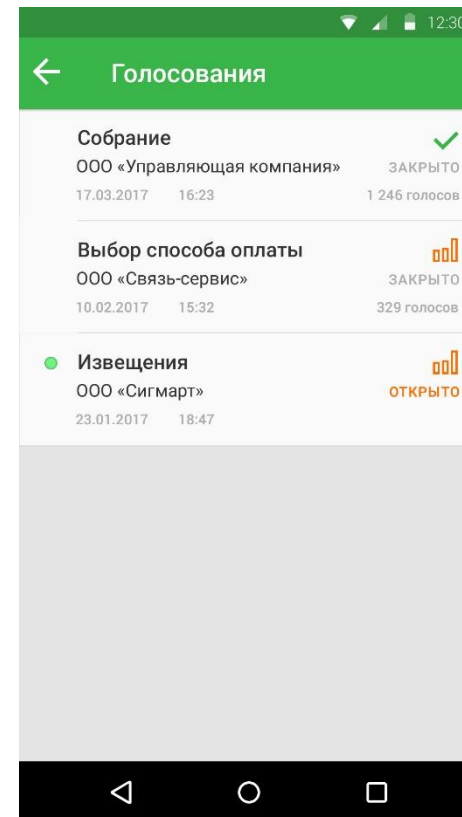 12:30
Голосования
Собрание
ООО «Управляющая компания» ЗАКРЫТО
17.03.2017 16:23 1 246 голосов
Выбор способа оплаты
ООО «Связь-сервис» ЗАКРЫТО
10.02.2017 15:32 329 голосов
Извещения
ООО «Сигмарт» ОТКРЫТО
23.01.2017 18:47